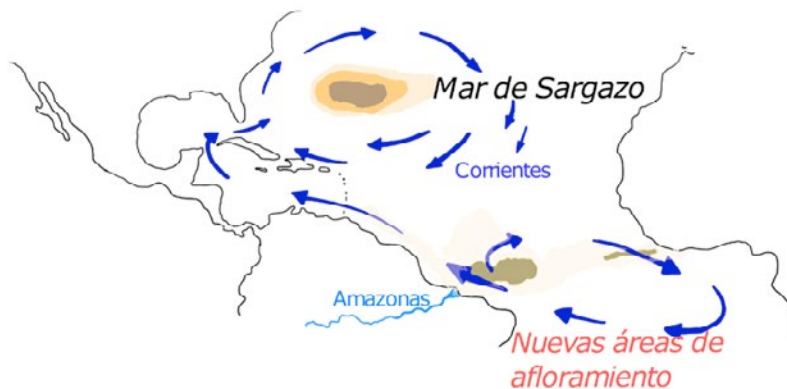 Mar de Sargazo
Corrientes
Amazonas
Nuevas áreas de
afloramiento